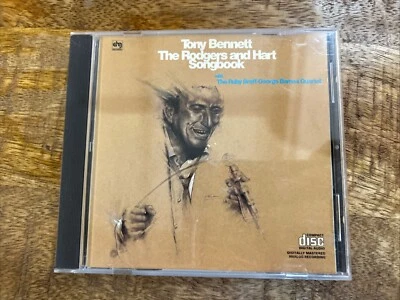 drg
Tony Bennett
The Rodgers and Hart
Songbook
with The Ruby Braff/George Barnes Quartet
COMPACT
disc
DIGITAL AUDIO
DIGITALLY MASTERED
ANALOG RECORDING